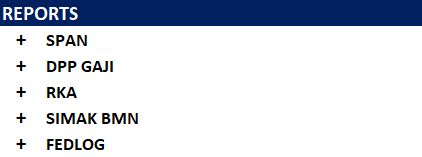 REPORTS
+ SPAN
+ DPP GAJI
+ RKA
+ SIMAK BMN
+ FEDLOG